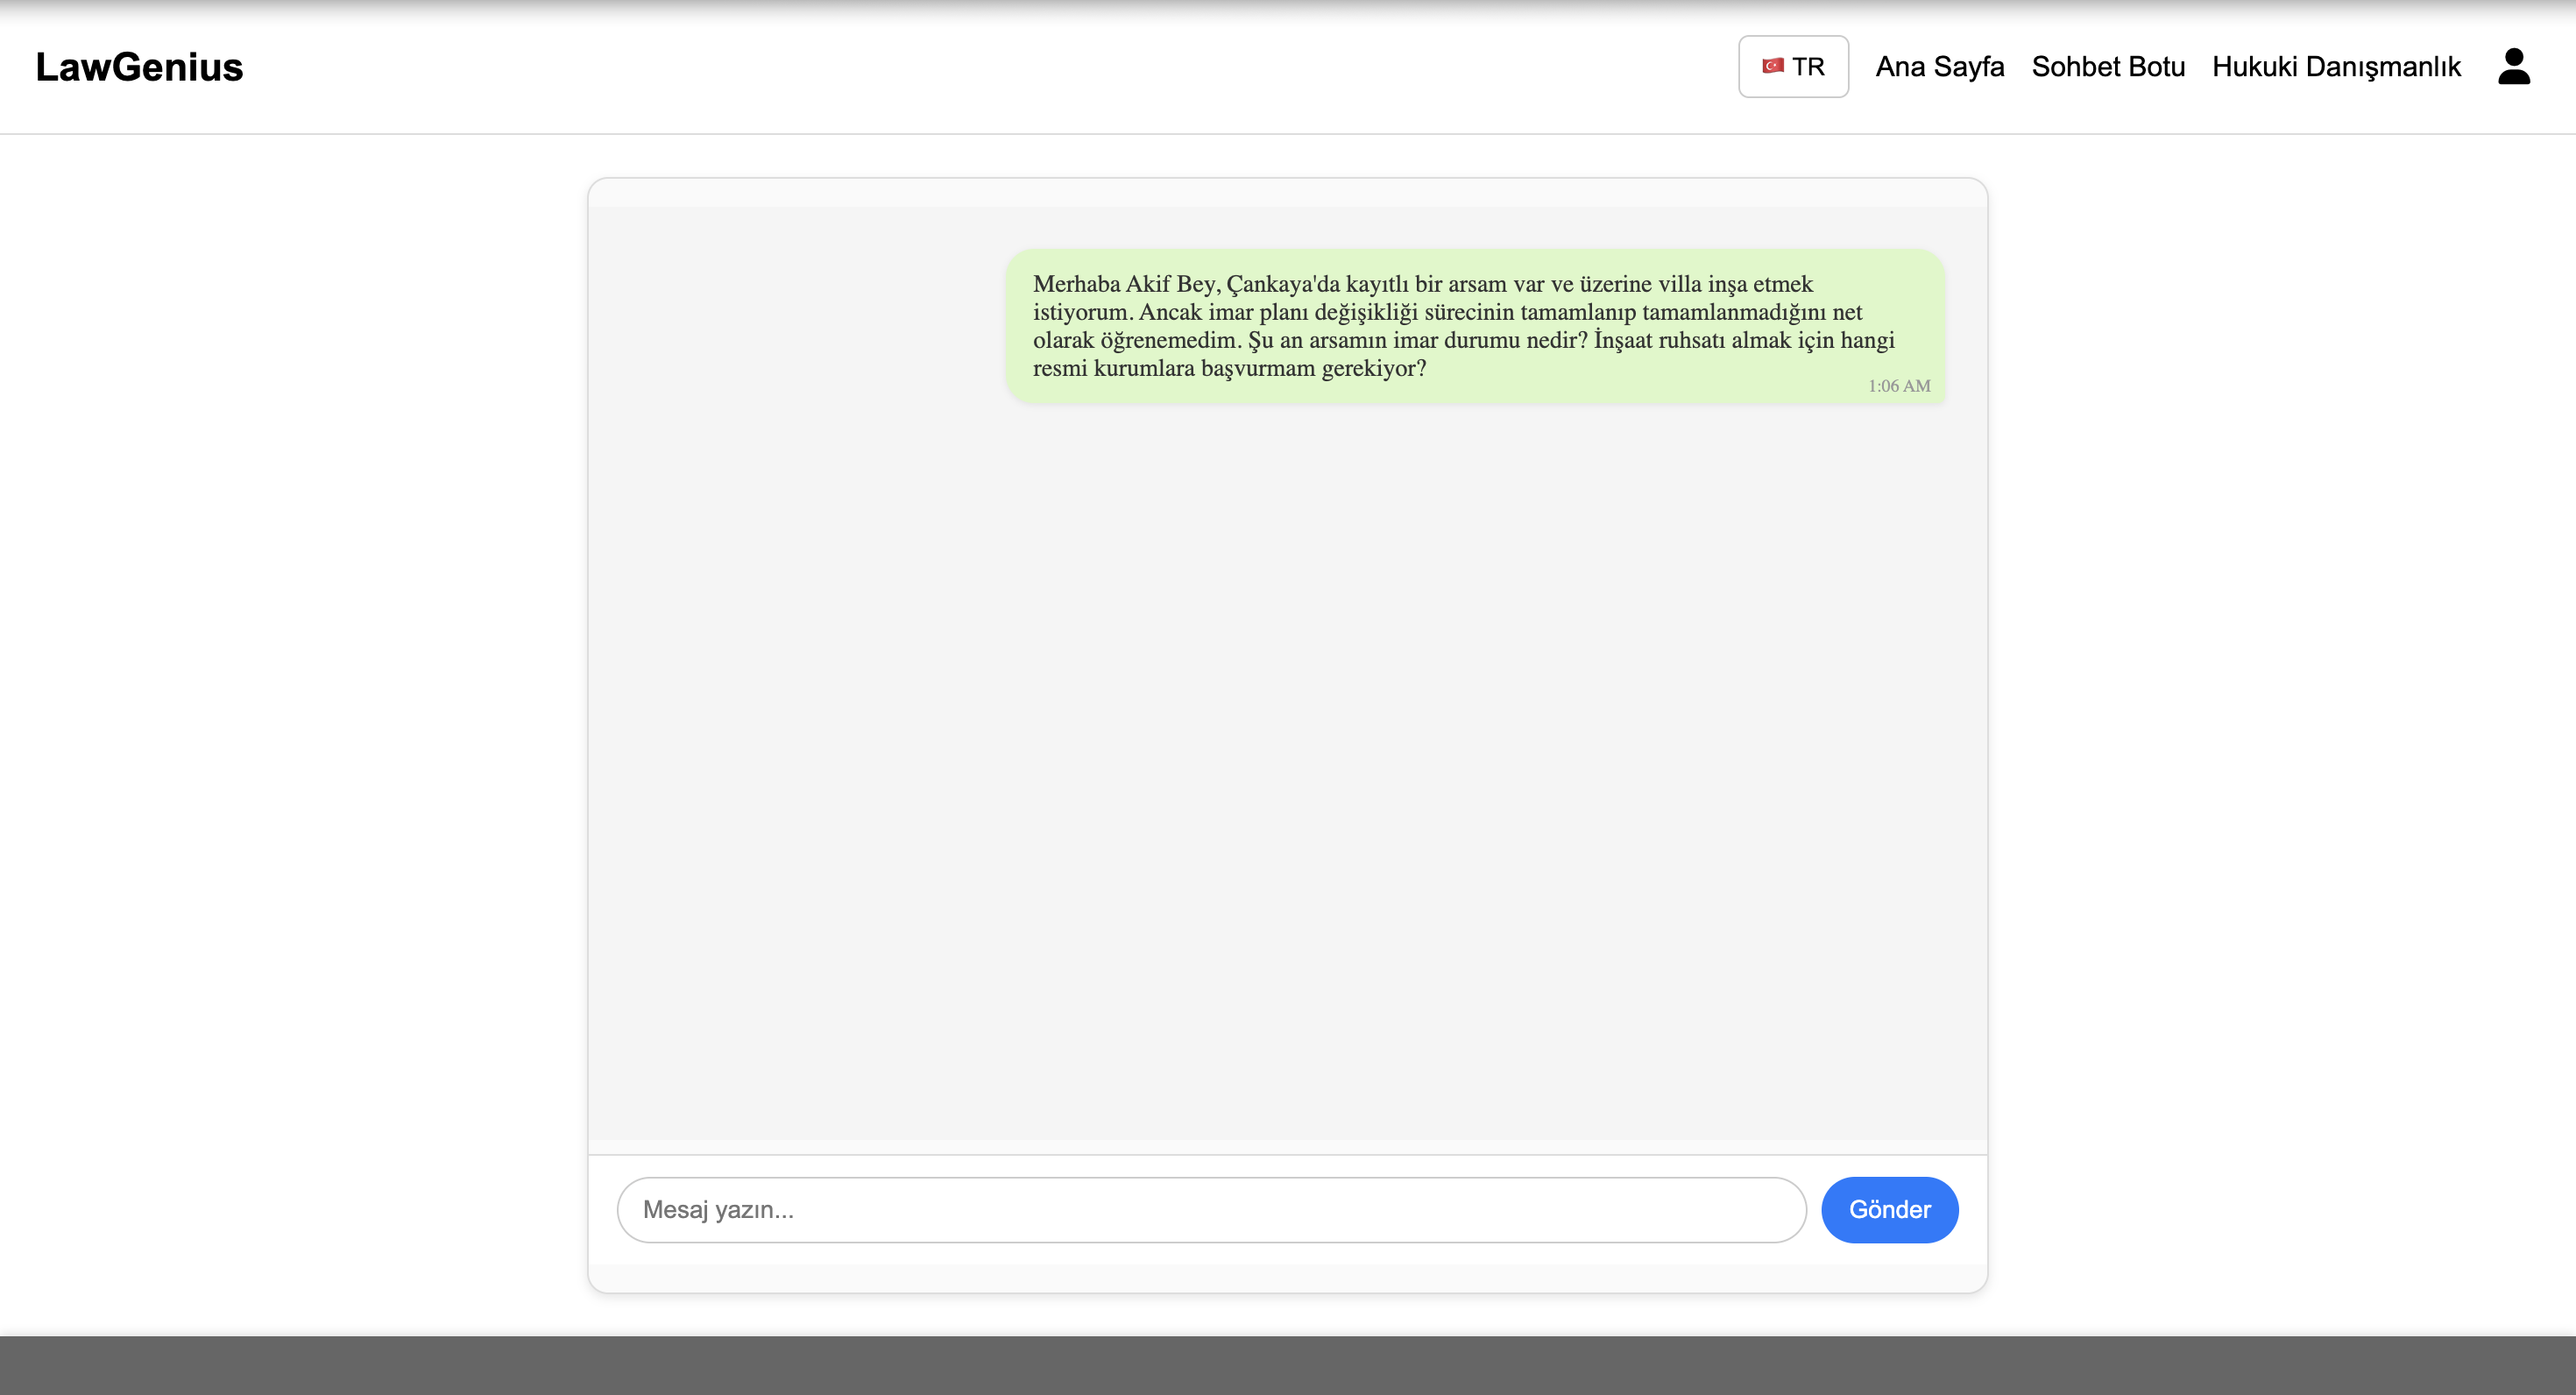 LawGenius
TR Ana Sayfa Sohbet Botu Hukuki Danışmanlık
Merhaba Akif Bey, Çankaya'da kayıtlı bir arsam var ve üzerine villa inşa etmek
istiyorum. Ancak imar planı değişikliği sürecinin tamamlanıp tamamlanmadığını net
olarak öğrenemedim. Şu an arsamın imar durumu nedir? İnşaat ruhsatı almak için hangi
resmi kurumlara başvurmam gerekiyor?
1:06 AM
Mesaj yazın...
Gönder